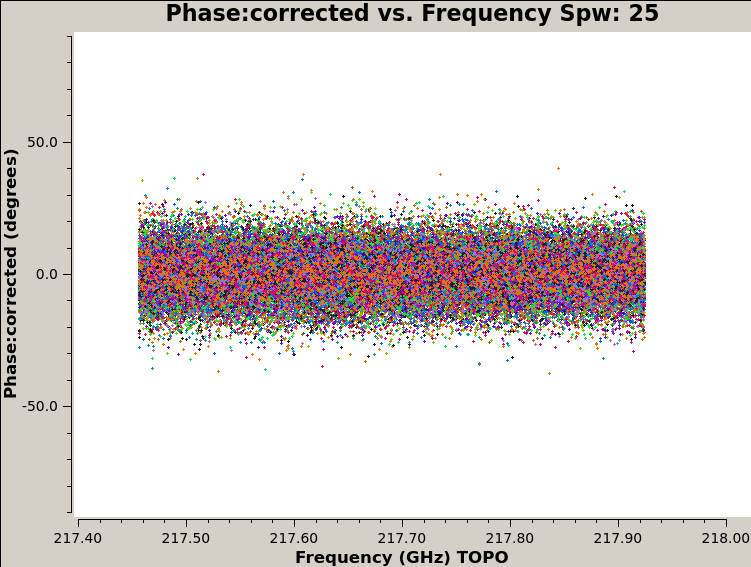 Phase:corrected vs. Frequency Spw: 25
Phase:corrected (degrees)
50.0
0.0
-50.0
217.40 217.50 217.60 217.70 217.80 217.90 218.00
Frequency (GHz) TOPO